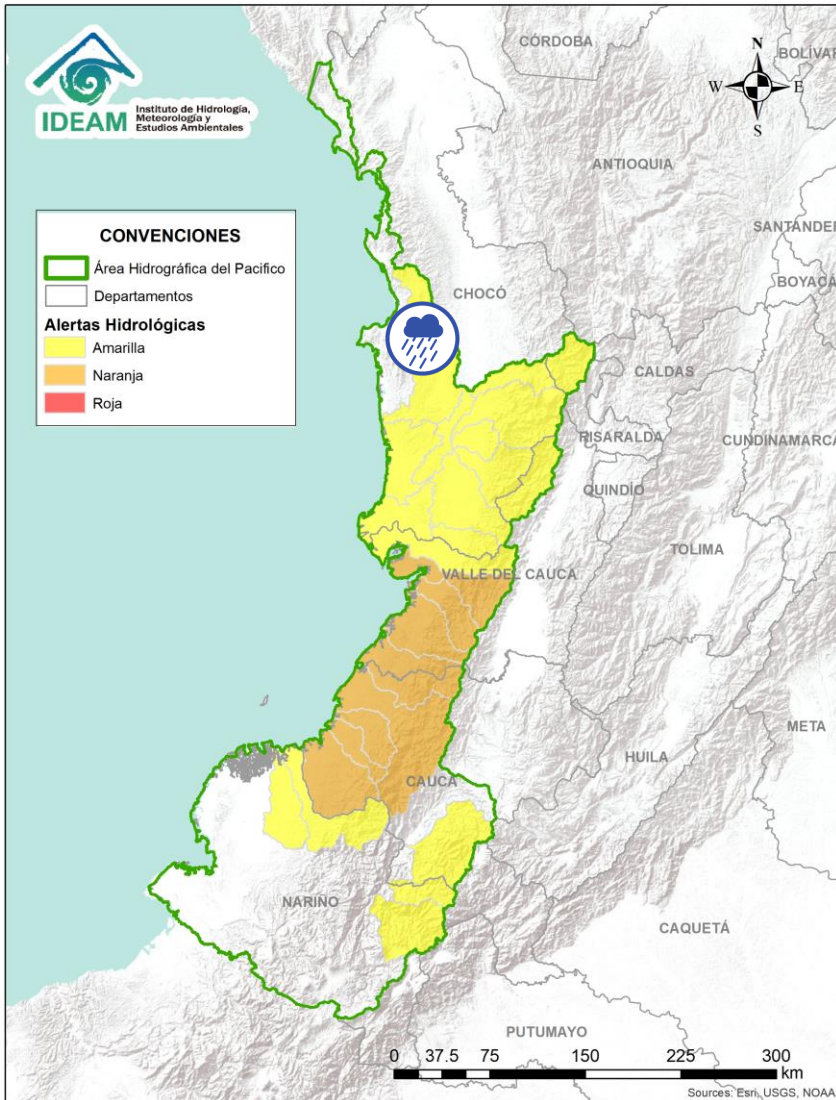 IDEAM
Instituto de Hidrología,
Meteorología y
Estudios Ambientales
N
W
E
S
CÓRDOBA
BOLÍVAR
ANTIOQUIA
SANTANDER
BOYACÁ
CONVENCIONES
Área Hidrográfica del Pacifico
Departamentos
Alertas Hidrológicas
Amarilla
Naranja
Roja
CHOCÓ
CALDAS
RISARALDA
CUNDINAMARCA
QUINDÍO
TOLIMA
VALLE DEL CAUCA
META
HUILA
CAUCA
NARIÑO
CAQUETÁ
PUTUMAYO
0 37.5 75 150 225 300
km
Sources: Esri, USGS, NOAA